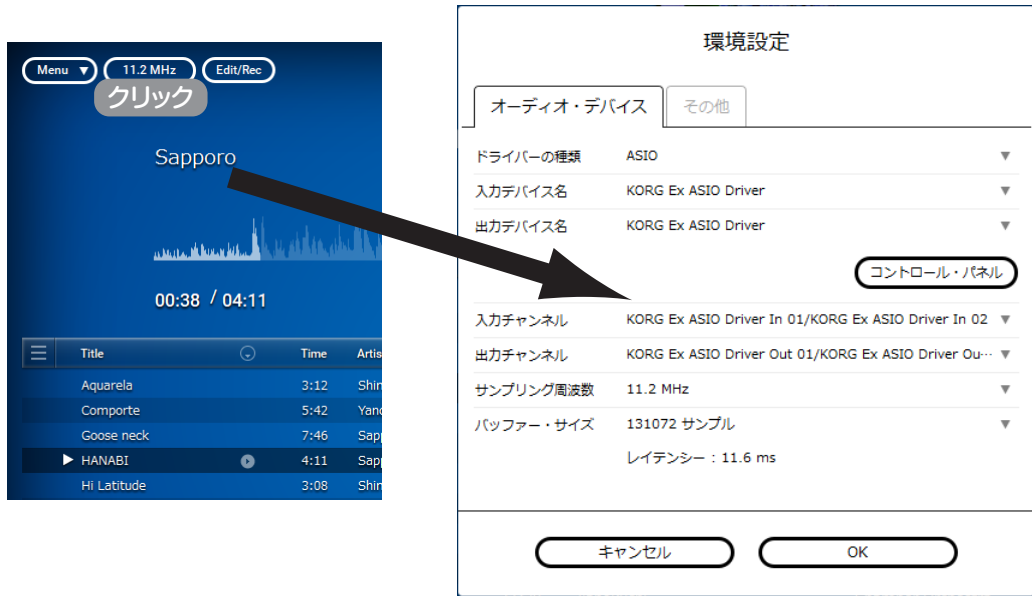 Menu ▼ 11.2 MHz Edit/Rec
クリック
Sapporo
00:38 / 04:11
Title Time Artis
Aquarela 3:12 Shin
Comporte 5:42 Yano
Goose neck 7:46 Sapp
HANABI 4:11 Sapp
Hi Latitude 3:08 Shin
環境設定
オーディオ・デバイス その他
ドライバーの種類 ASIO ▼
入力デバイス名 KORG Ex ASIO Driver ▼
出力デバイス名 KORG Ex ASIO Driver ▼
コントロール・パネル
入力チャンネル KORG Ex ASIO Driver In 01/KORG Ex ASIO Driver In 02 ▼
出力チャンネル KORG Ex ASIO Driver Out 01/KORG Ex ASIO Driver Ou… ▼
サンプリング周波数 11.2 MHz ▼
バッファー・サイズ 131072 サンプル ▼
レイテンシー : 11.6 ms
キャンセル OK